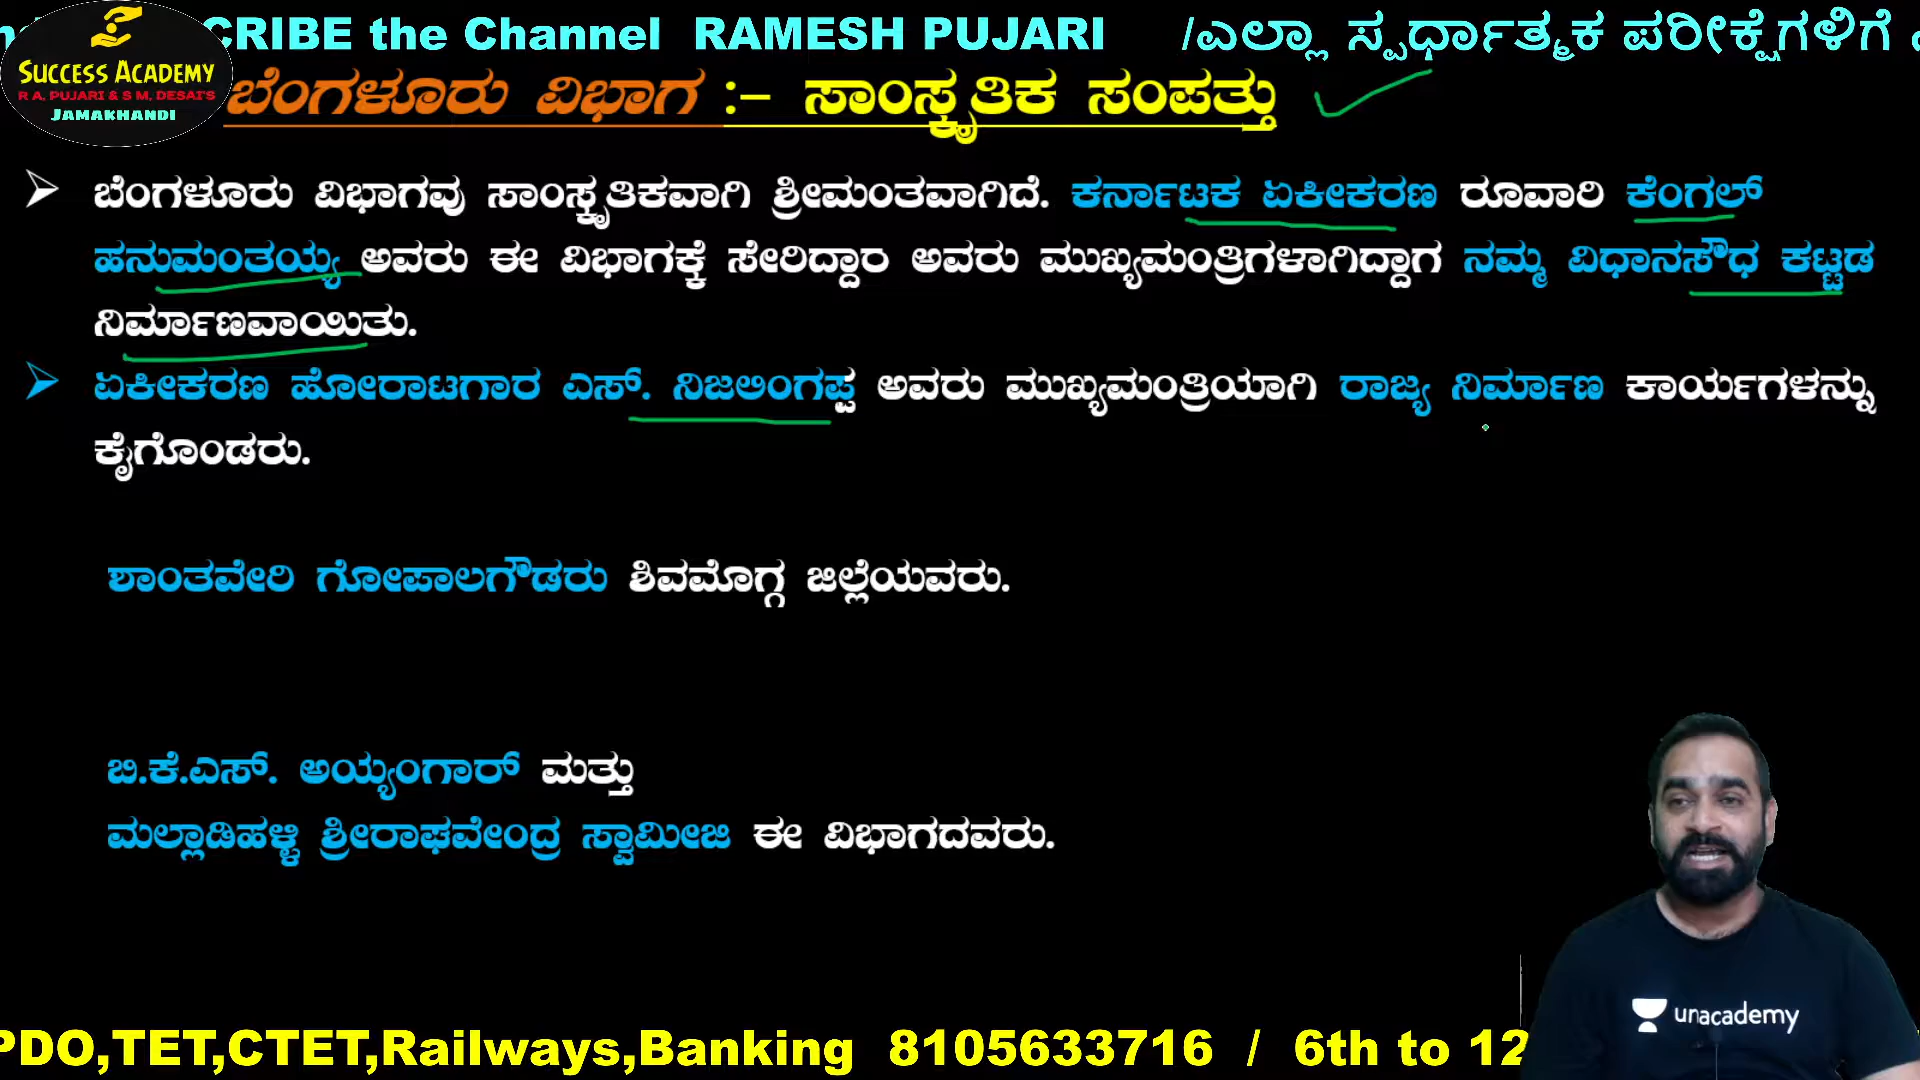 CRIBE the Channel RAMESH PUJARI /ಎಲ್ಲಾ ಸ್ಪರ್ಧಾತ್ಮಕ ಪರೀಕ್ಷೆಗಳಿಗೆ
SUCCESS ACADEMY
R A. PUJARI & S M. DESAI'S
JAMAKHANDI
ಬೆಂಗಳೂರು ವಿಭಾಗ :– ಸಾಂಸ್ಕೃತಿಕ ಸಂಪತ್ತು
ಬೆಂಗಳೂರು ವಿಭಾಗವು ಸಾಂಸ್ಕೃತಿಕವಾಗಿ ಶ್ರೀಮಂತವಾಗಿದೆ. ಕರ್ನಾಟಕ ಏಕೀಕರಣ ರೂವಾರಿ ಕೆಂಗಲ್
ಹನುಮಂತಯ್ಯ ಅವರು ಈ ವಿಭಾಗಕ್ಕೆ ಸೇರಿದ್ದಾರ ಅವರು ಮುಖ್ಯಮಂತ್ರಿಗಳಾಗಿದ್ದಾಗ ನಮ್ಮ ವಿಧಾನಸೌಧ ಕಟ್ಟಡ
ನಿರ್ಮಾಣವಾಯಿತು.
ಏಕೀಕರಣ ಹೋರಾಟಗಾರ ಎಸ್. ನಿಜಲಿಂಗಪ್ಪ ಅವರು ಮುಖ್ಯಮಂತ್ರಿಯಾಗಿ ರಾಜ್ಯ ನಿರ್ಮಾಣ ಕಾರ್ಯಗಳನ್ನು
ಕೈಗೊಂಡರು.
ಶಾಂತವೇರಿ ಗೋಪಾಲಗೌಡರು ಶಿವಮೊಗ್ಗ ಜಿಲ್ಲೆಯವರು.
ಬಿ.ಕೆ.ಎಸ್. ಅಯ್ಯಂಗಾರ್ ಮತ್ತು
ಮಲ್ಲಾಡಿಹಳ್ಳಿ ಶ್ರೀರಾಘವೇಂದ್ರ ಸ್ವಾಮೀಜಿ ಈ ವಿಭಾಗದವರು.
unacademy
PDO,TET,CTET,Railways,Banking 8105633716 / 6th to 12